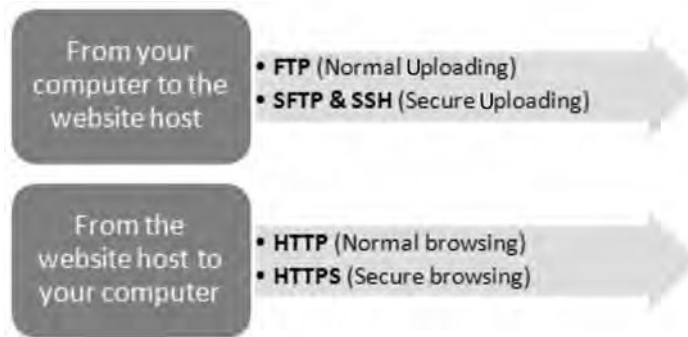 From your
computer to the
website host
• FTP (Normal Uploading)
• SFTP & SSH (Secure Uploading)
From the
website host to
your computer
• HTTP (Normal browsing)
• HTTPS (Secure browsing)